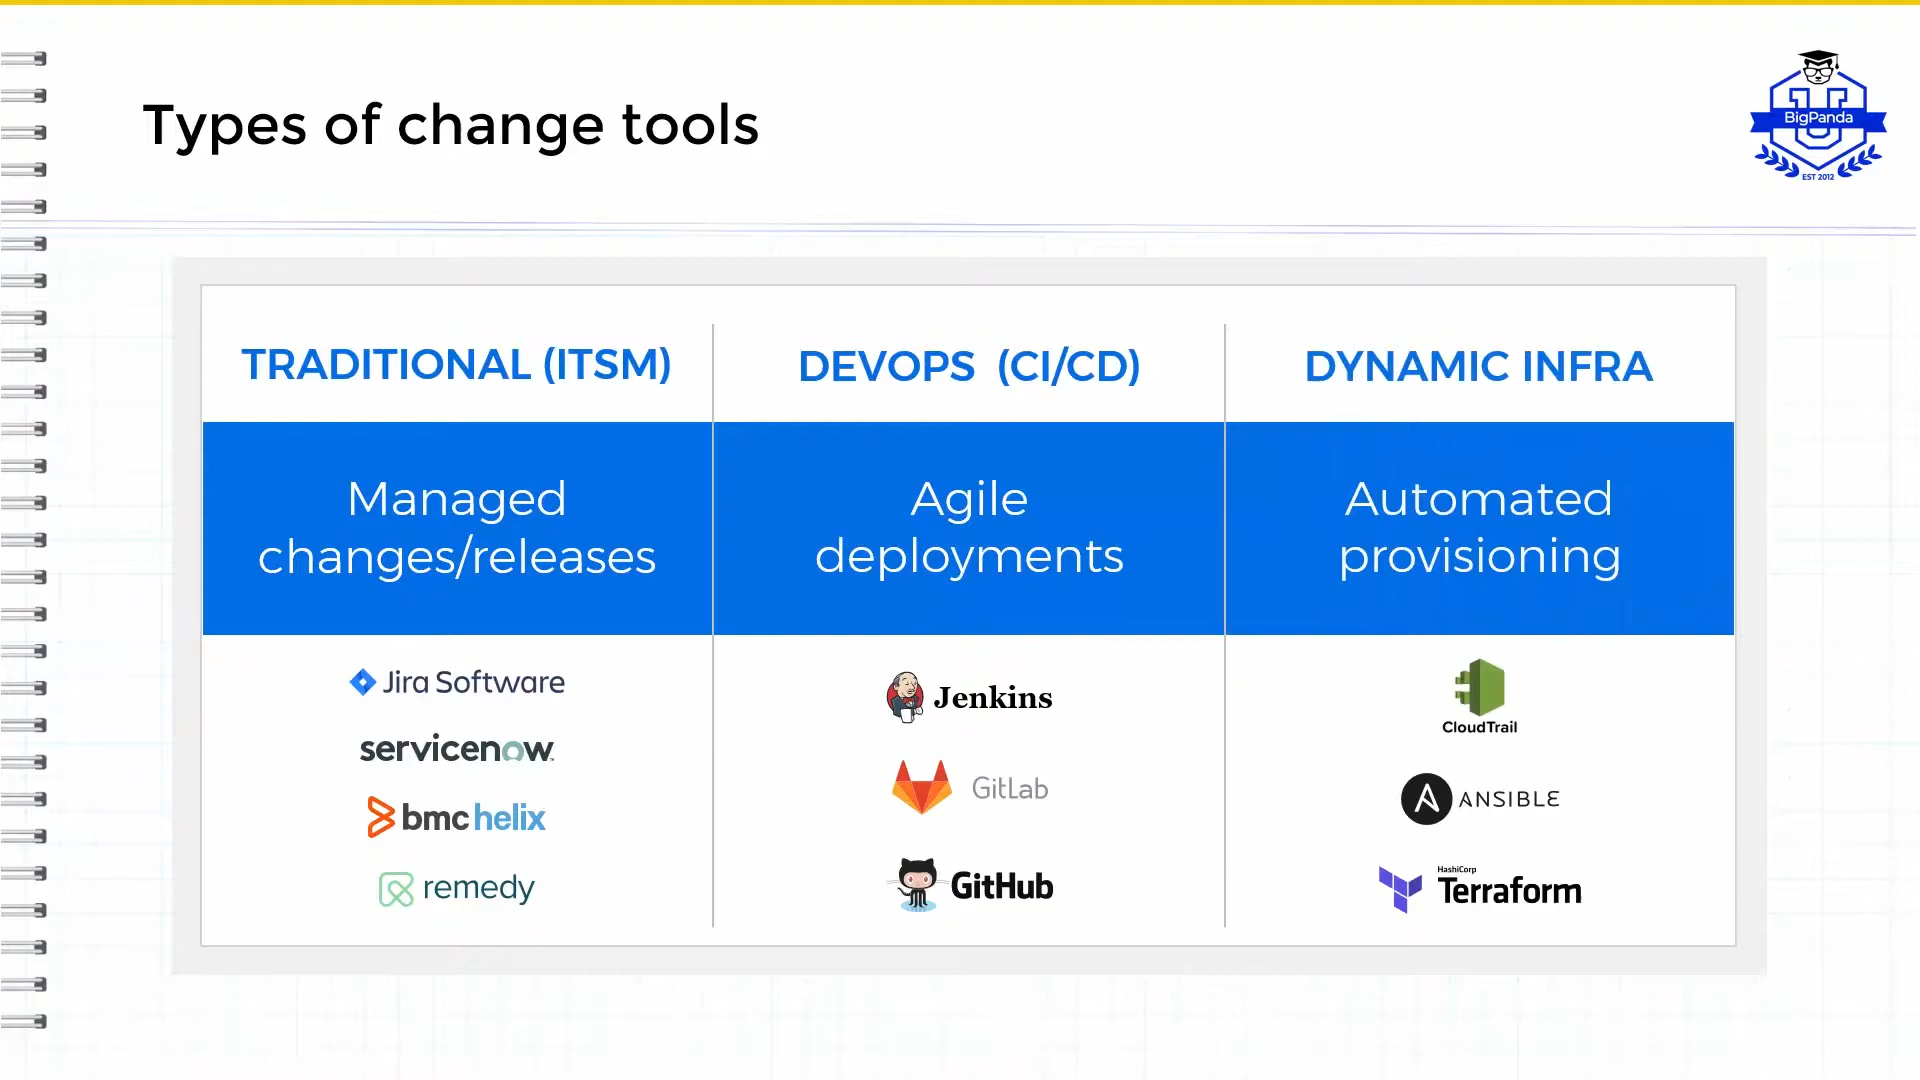 Types of change tools
BigPanda
EST 2012
TRADITIONAL (ITSM)
DEVOPS (CI/CD)
DYNAMIC INFRA
Managed
changes/releases
Agile
deployments
Automated
provisioning
Jira Software
servicenow™
bmc helix
remedy
Jenkins
GitLab
GitHub
CloudTrail
A ANSIBLE
HashiCorp
Terraform